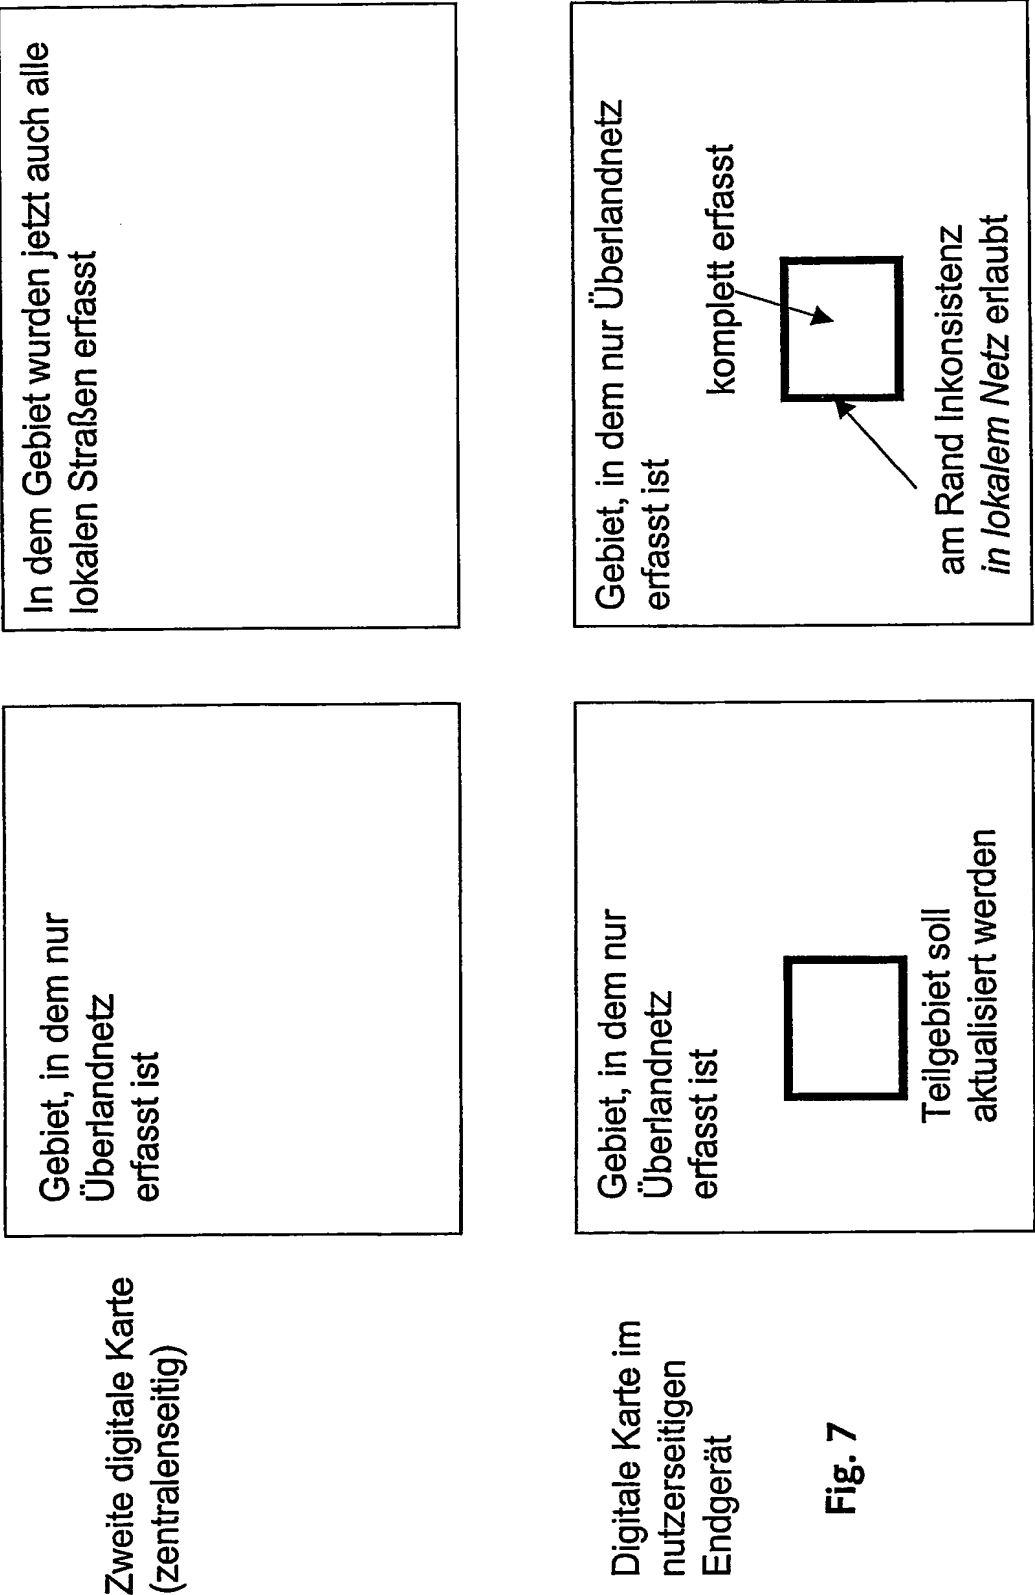 Zweite digitale Karte
(zentralenseitig)
Gebiet, in dem nur
Überlandnetz
erfasst ist
In dem Gebiet wurden jetzt auch alle
lokalen Straßen erfasst
Digitale Karte im
nutzerseitigen
Endgerät
Gebiet, in dem nur
Überlandnetz
erfasst ist
Teilgebiet soll
aktualisiert werden
Gebiet, in dem nur Überlandnetz
erfasst ist
komplett erfasst
am Rand Inkonsistenz
in lokalem Netz erlaubt
Fig. 7